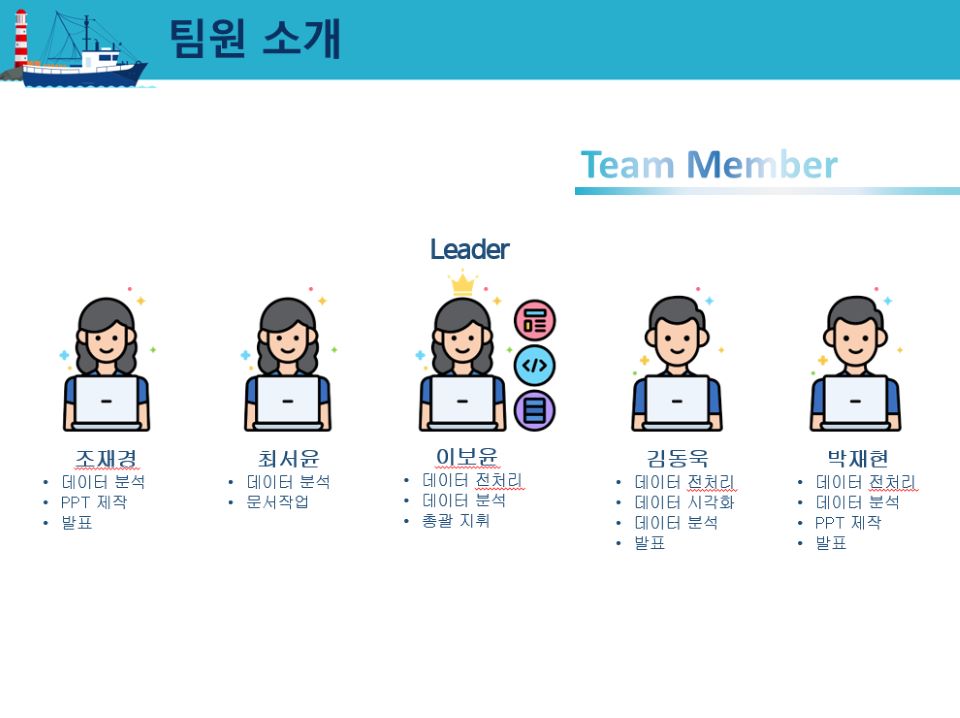 팀원 소개
Team Member
Leader
조재경
• 데이터 분석
• PPT 제작
• 발표
최서윤
• 데이터 분석
• 문서작업
이보윤
• 데이터 전처리
• 데이터 분석
• 총괄 지휘
김동욱
• 데이터 전처리
• 데이터 시각화
• 데이터 분석
• 발표
박재현
• 데이터 전처리
• 데이터 분석
• PPT 제작
• 발표